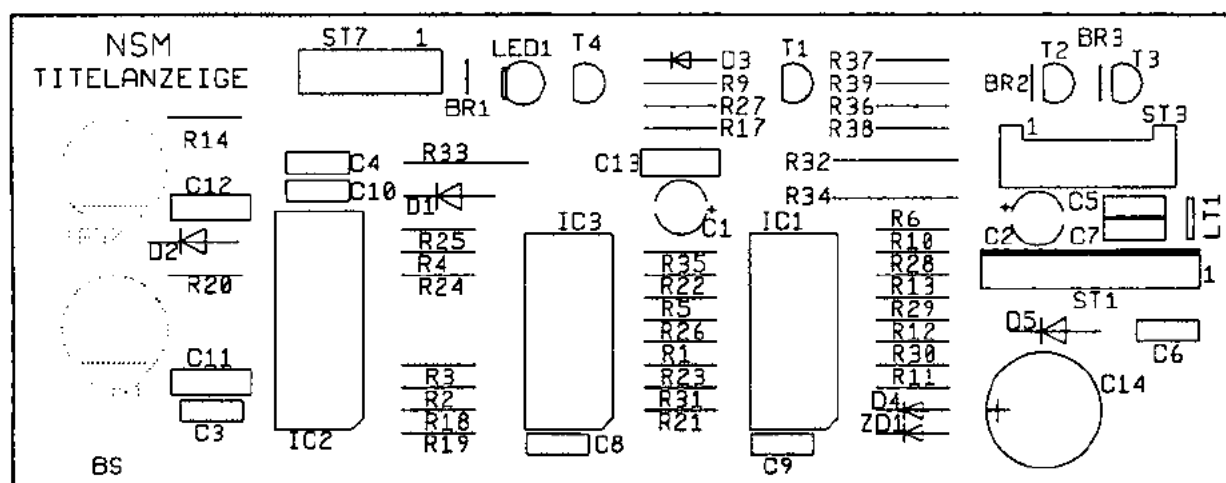 NSM
TITELANZEIGE
ST7 1
LED1
T4
BR1
D3
R9
R27
R17
T1
R37
R39
R36
R38
BR3
T2
T3
BR2
ST3
1
R14
C4
R33
C13
R32
C12
C10
D1
C1
R34
C5
LT1
C2
C7
D2
R20
IC3
IC1
R25
R4
R24
R35
R22
R5
R26
R1
R23
R31
R21
R6
R10
R28
R13
R29
R12
R30
R11
D4
ZD1
1
ST1
D5
C6
C14
C11
C3
IC2
R3
R2
R18
R19
C8
C9
BS